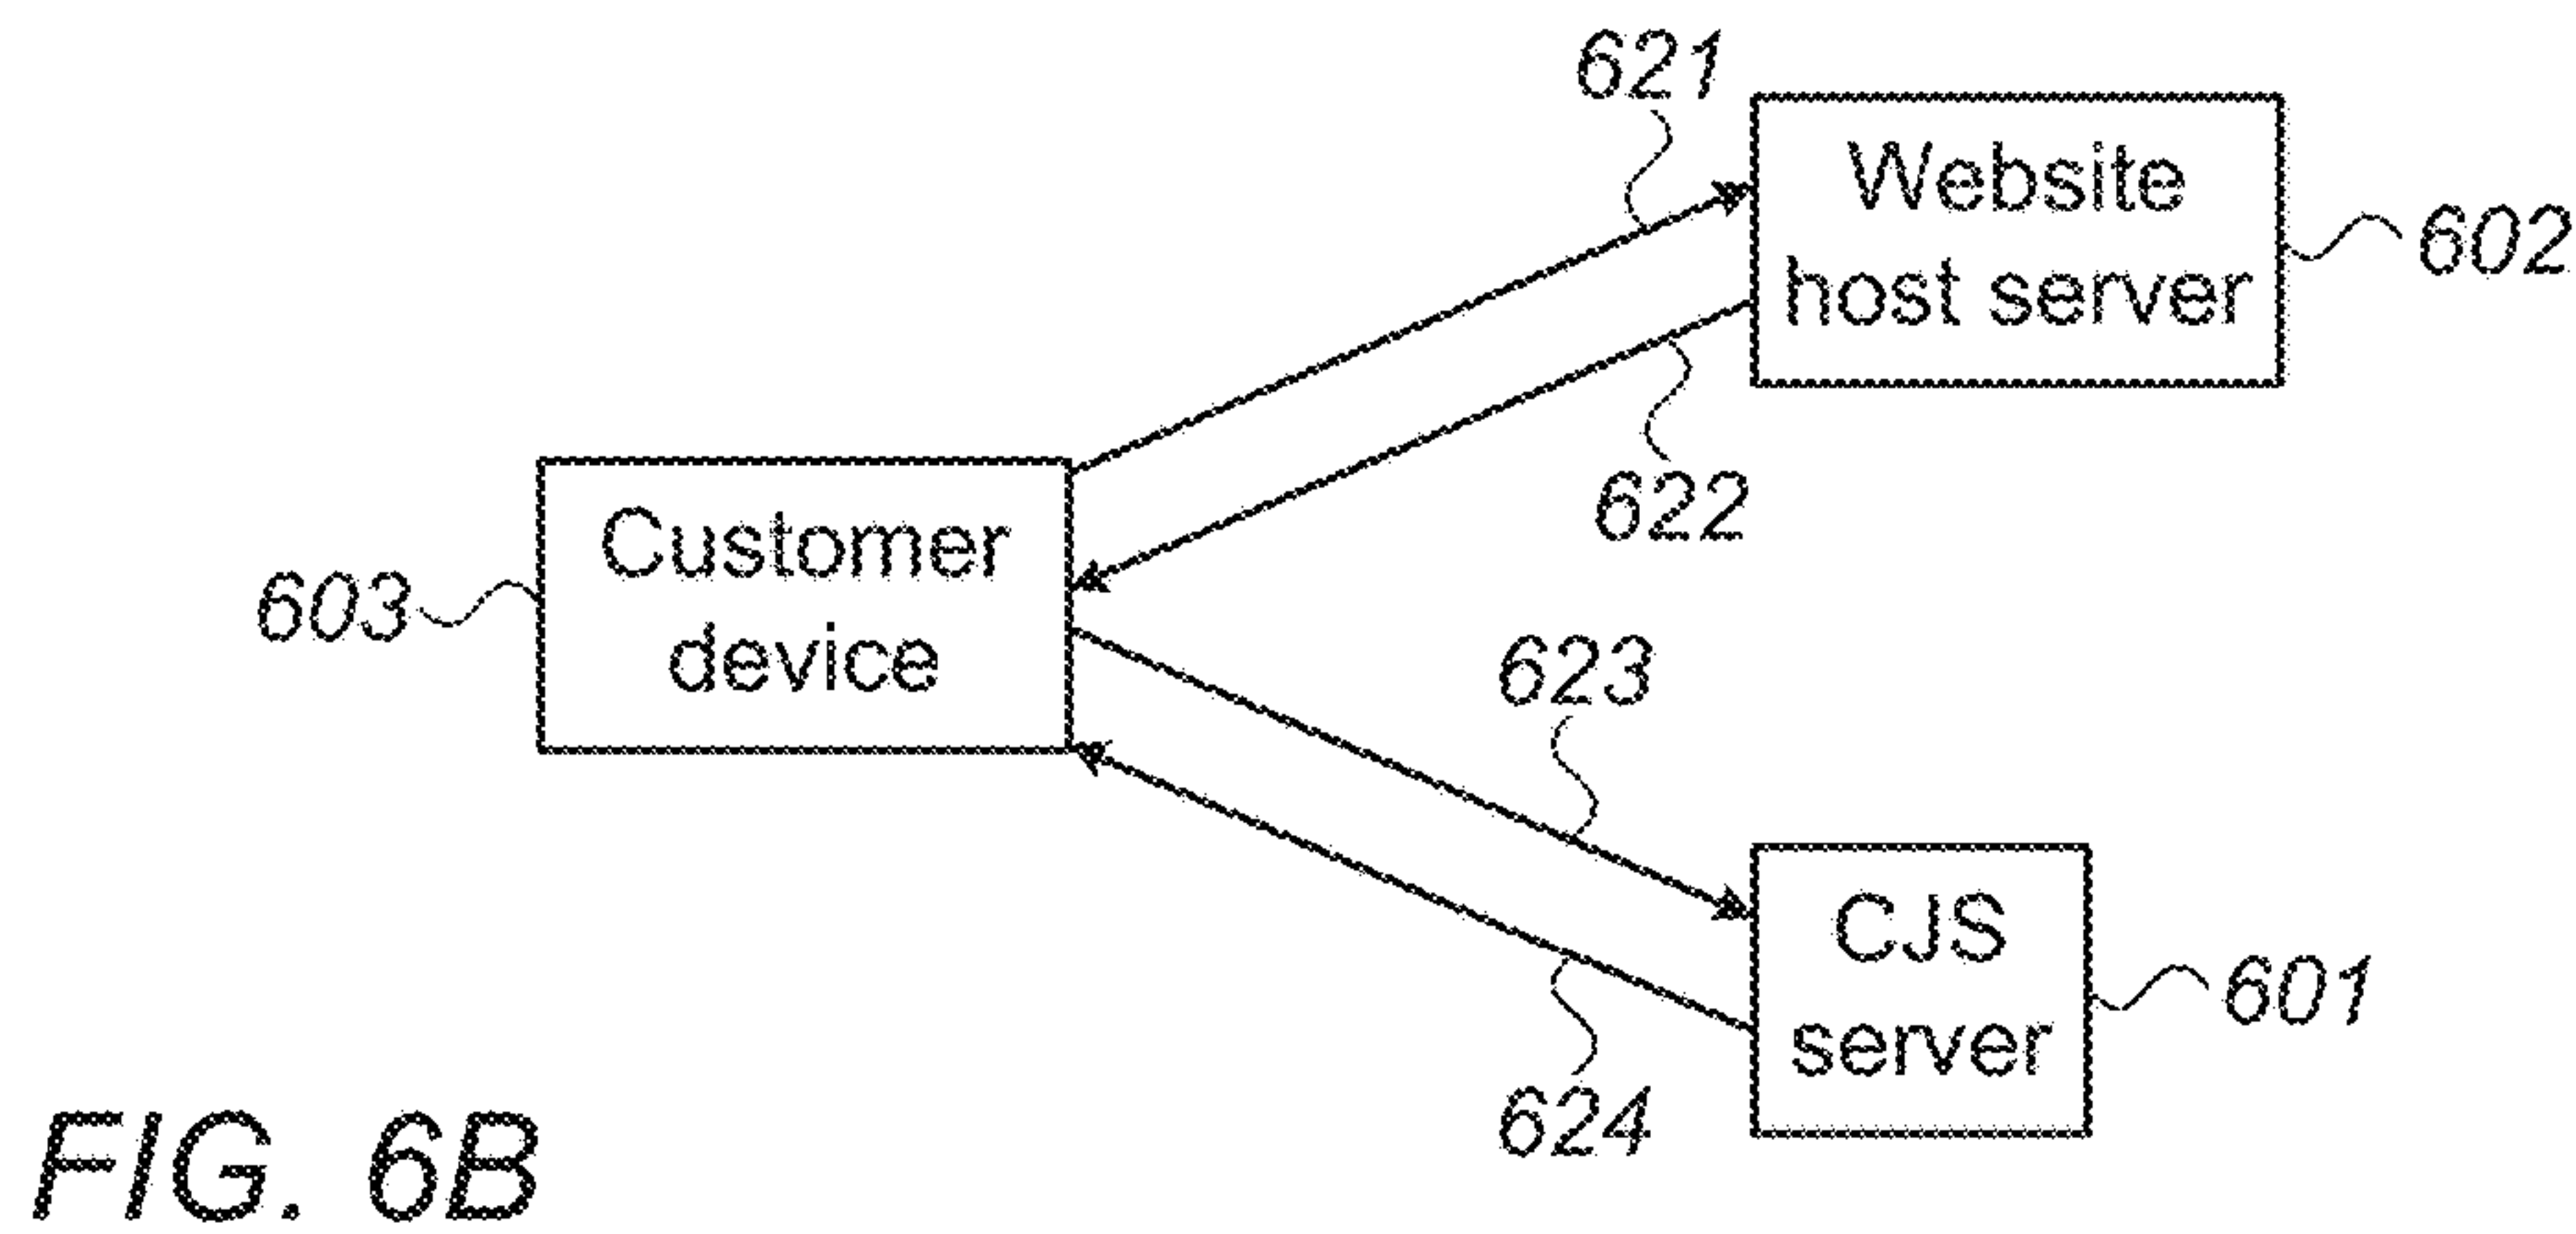 621
Website
host server
602
622
Customer
device
603
623
CJS
server
601
624
FIG. 6B